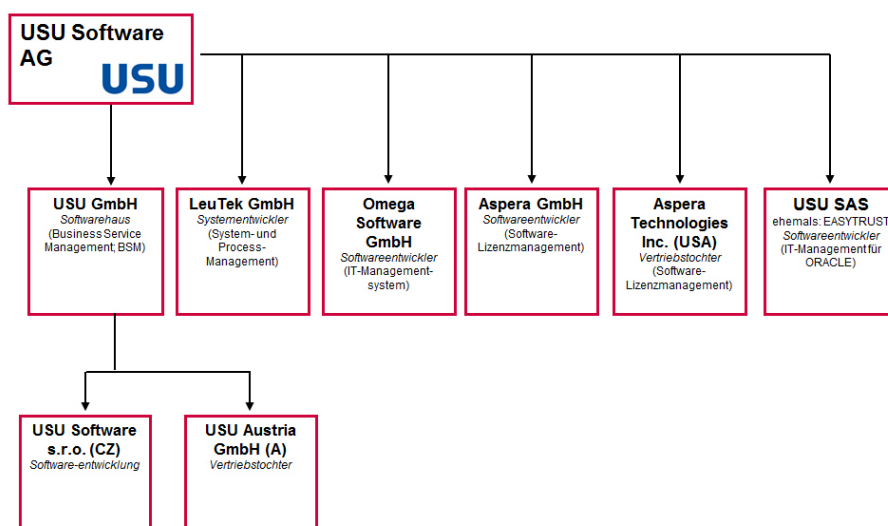 USU Software
AG
USU
USU GmbH
Softwarehaus
(Business Service
Management; BSM)
LeuTek GmbH
Systementwickler
(System- und
Process-
Management)
Omega
Software
GmbH
Softwareentwickler
(IT-Management-
system)
Aspera GmbH
Softwareentwickler
(Software-
Lizenzmanagement)
Aspera
Technologies
Inc. (USA)
Vertriebstochter
(Software-
Lizenzmanagement)
USU SAS
ehemals: EASYTRUST
Softwareentwickler
(IT-Management für
ORACLE)
USU Software
s.r.o. (CZ)
Software-entwicklung
USU Austria
GmbH (A)
Vertriebstochter